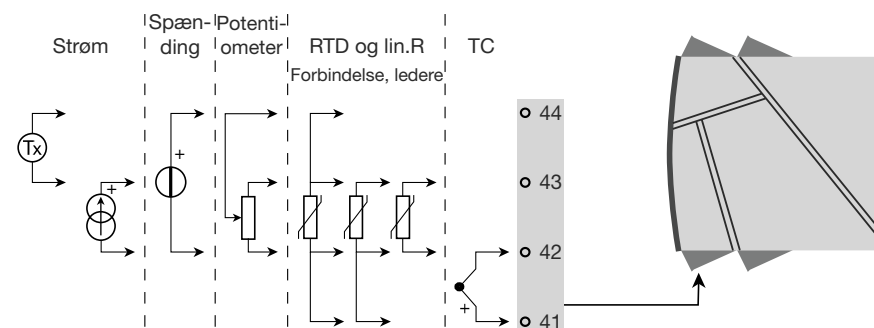 Strøm
Spæn-
ding
Potenti-
ometer
RTD og lin.R
Forbindelse, ledere
TC
Tx
+
+
+
44
43
42
41